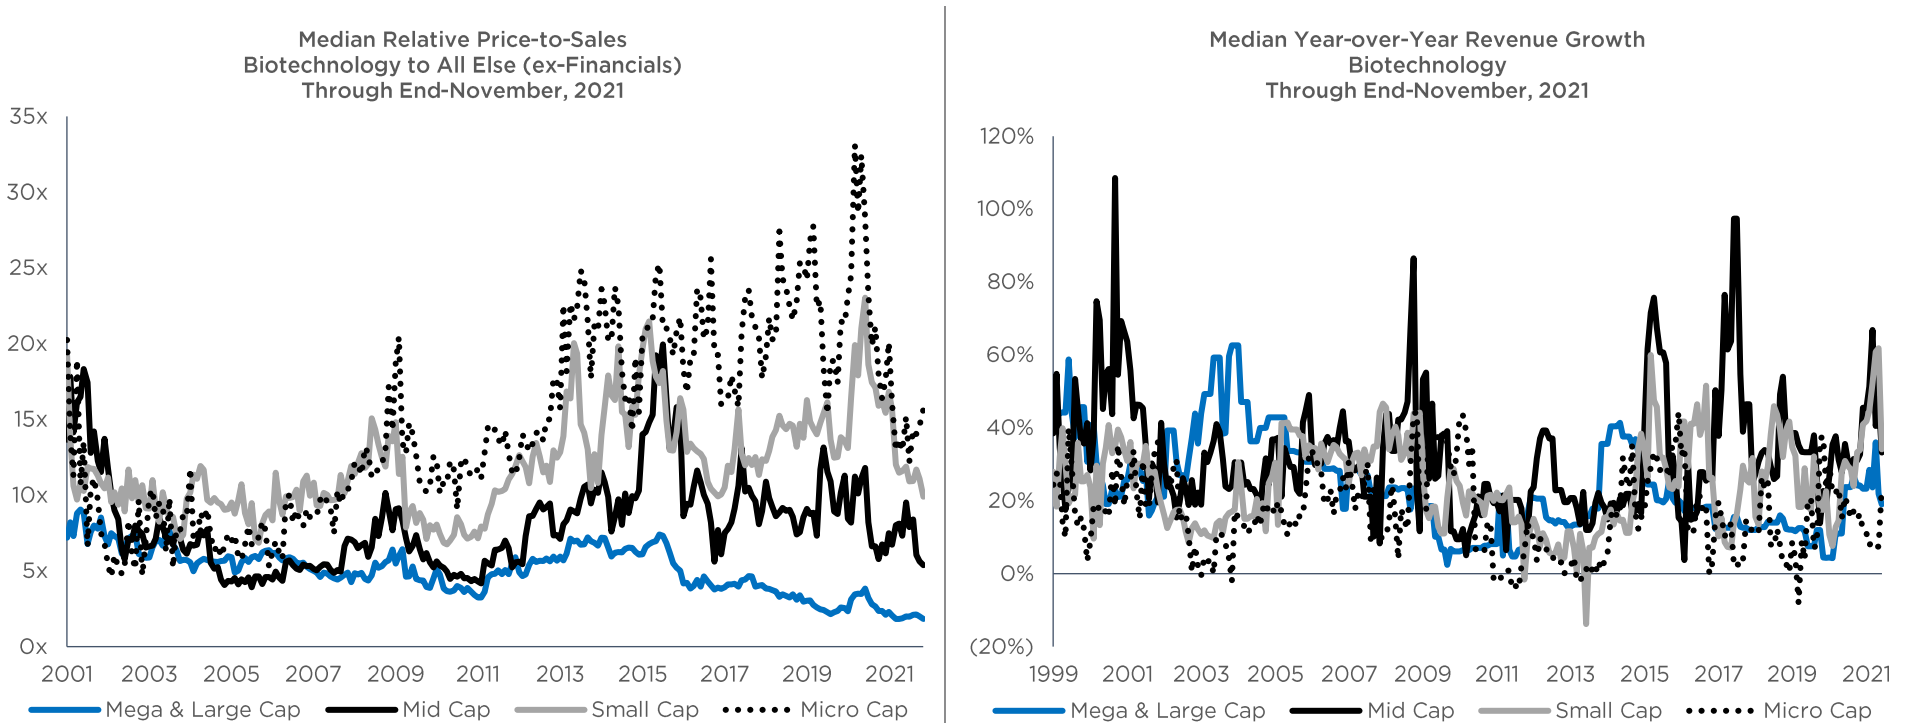 Median Relative Price-to-Sales
Biotechnology to All Else (ex-Financials)
Through End-November, 2021
35x
30x
25x
20x
15x
10x
5x
0x
2001 2003 2005 2007 2009 2011 2013 2015 2017 2019 2021
Mega & Large Cap Mid Cap Small Cap Micro Cap
Median Year-over-Year Revenue Growth
Biotechnology
Through End-November, 2021
120%
100%
80%
60%
40%
20%
0%
(20%)
1999 2001 2003 2005 2007 2009 2011 2013 2015 2017 2019 2021
Mega & Large Cap Mid Cap Small Cap Micro Cap